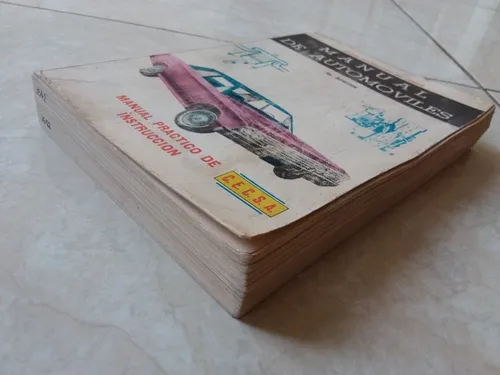 MANUAL
DE AUTOMOVILES
MANUAL PRACTICO DE
INSTRUCCION
C.E.C.S.A.